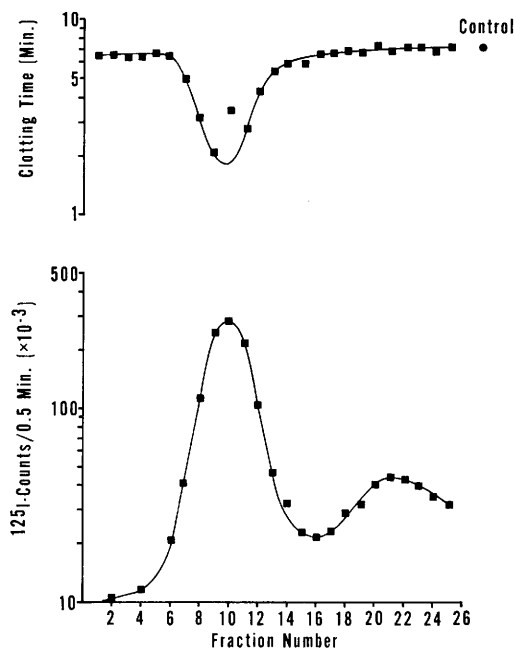 Control
10
5
1
Clotting Time (Min.)
500
100
10
125I-Counts/0.5 Min. (×10-3)
2 4 6 8 10 12 14 16 18 20 22 24 26
Fraction Number